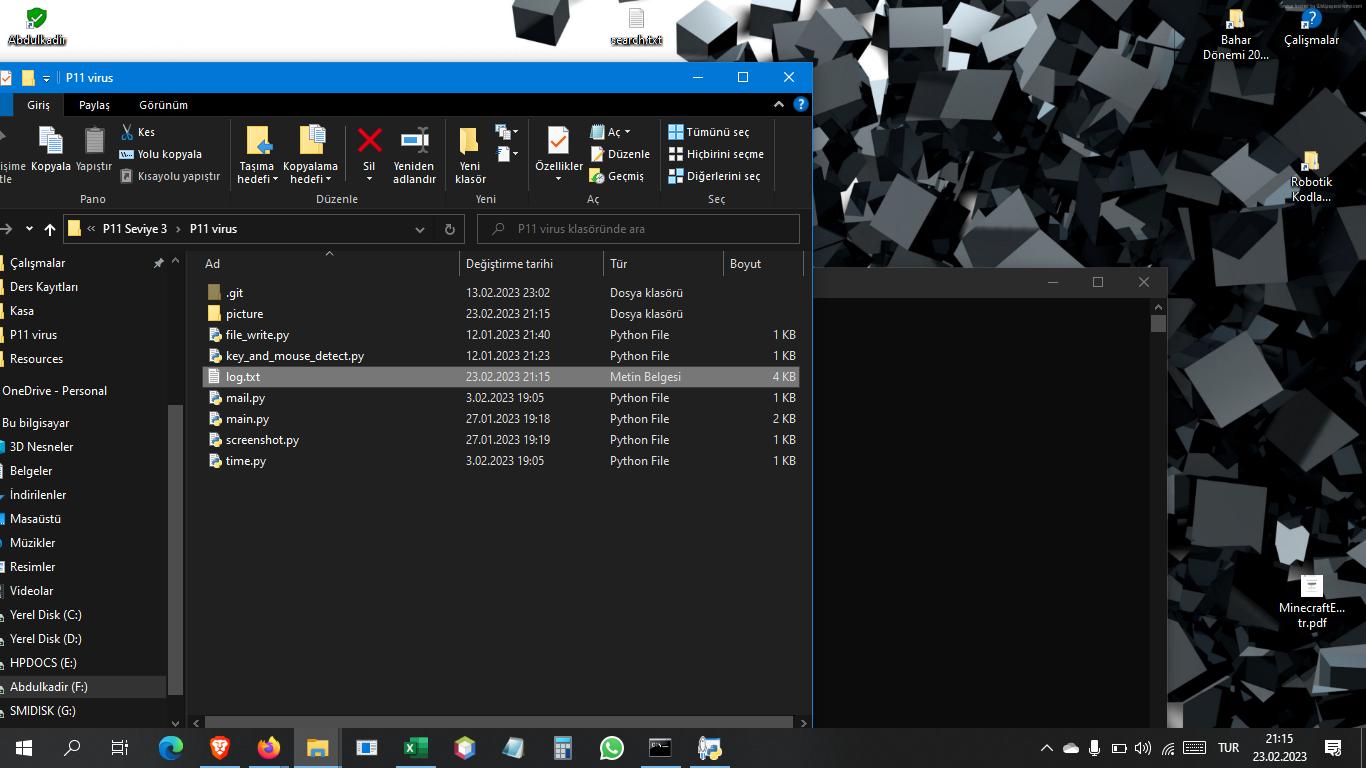 Abdulkadir
search.txt
Bahar
Dönemi 20...
Çalışmalar
P11 virus
Giriş
Paylaş
Görünüm
Kopyala
Yapıştır
Kes
Yolu kopyala
Kısayolu yapıştır
Taşıma
hedefi
Kopyalama
hedefi
Sil
Yeniden
adlandır
Yeni
klasör
Özellikler
Aç
Düzenle
Geçmiş
Tümünü seç
Hiçbirini seçme
Diğerlerini seç
Pano
Düzenle
Yeni
Aç
Seç
Robotik
Kodla...
« P11 Seviye 3 › P11 virus
P11 virus klasöründe ara
Çalışmalar
Ders Kayıtları
Kasa
P11 virus
Resources
OneDrive - Personal
Bu bilgisayar
3D Nesneler
Belgeler
İndirilenler
Masaüstü
Müzikler
Resimler
Videolar
Yerel Disk (C:)
Yerel Disk (D:)
HPDOCS (E:)
Abdulkadir (F:)
SMIDISK (G:)
Ad Değiştirme tarihi Tür Boyut
.git 13.02.2023 23:02 Dosya klasörü
picture 23.02.2023 21:15 Dosya klasörü
file_write.py 12.01.2023 21:40 Python File 1 KB
key_and_mouse_detect.py 12.01.2023 21:23 Python File 1 KB
log.txt 23.02.2023 21:15 Metin Belgesi 4 KB
mail.py 3.02.2023 19:05 Python File 1 KB
main.py 27.01.2023 19:18 Python File 2 KB
screenshot.py 27.01.2023 19:19 Python File 1 KB
time.py 3.02.2023 19:05 Python File 1 KB
MinecraftE...
tr.pdf
TUR
21:15
23.02.2023